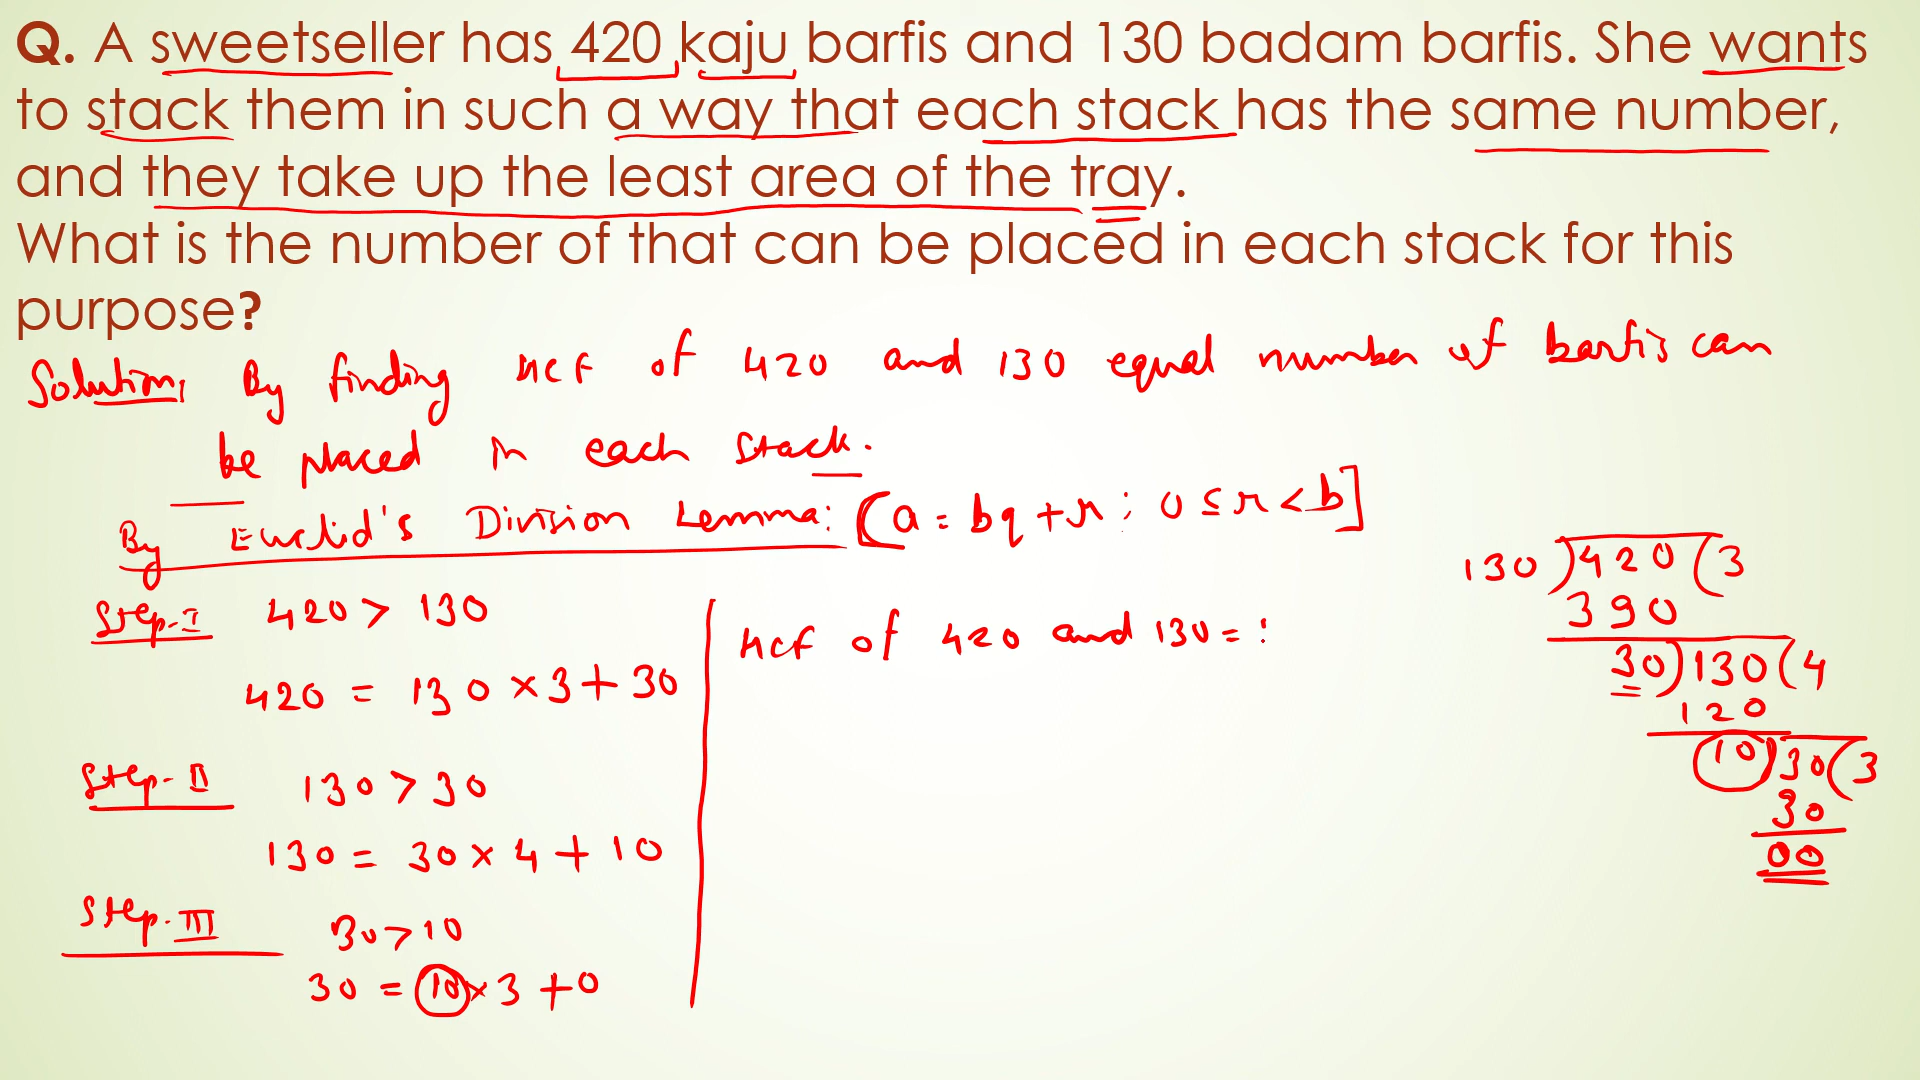 Q. A sweetseller has 420 kaju barfis and 130 badam barfis. She wants
to stack them in such a way that each stack has the same number,
and they take up the least area of the tray.
What is the number of that can be placed in each stack for this
purpose?
Solution: By finding HCF of 420 and 130 equal number of barfis can
be placed in each stack.
By Euclid's Division Lemma: [a = bq + r ; 0 ≤ r < b]
Step-I 420 > 130
420 = 130 × 3 + 30
Step-II 130 > 30
130 = 30 × 4 + 10
Step-III 30 > 10
30 = 10 × 3 + 0
HCF of 420 and 130 = !
130 ) 420 ( 3
390
30 ) 130 ( 4
120
10 ) 30 ( 3
30
00